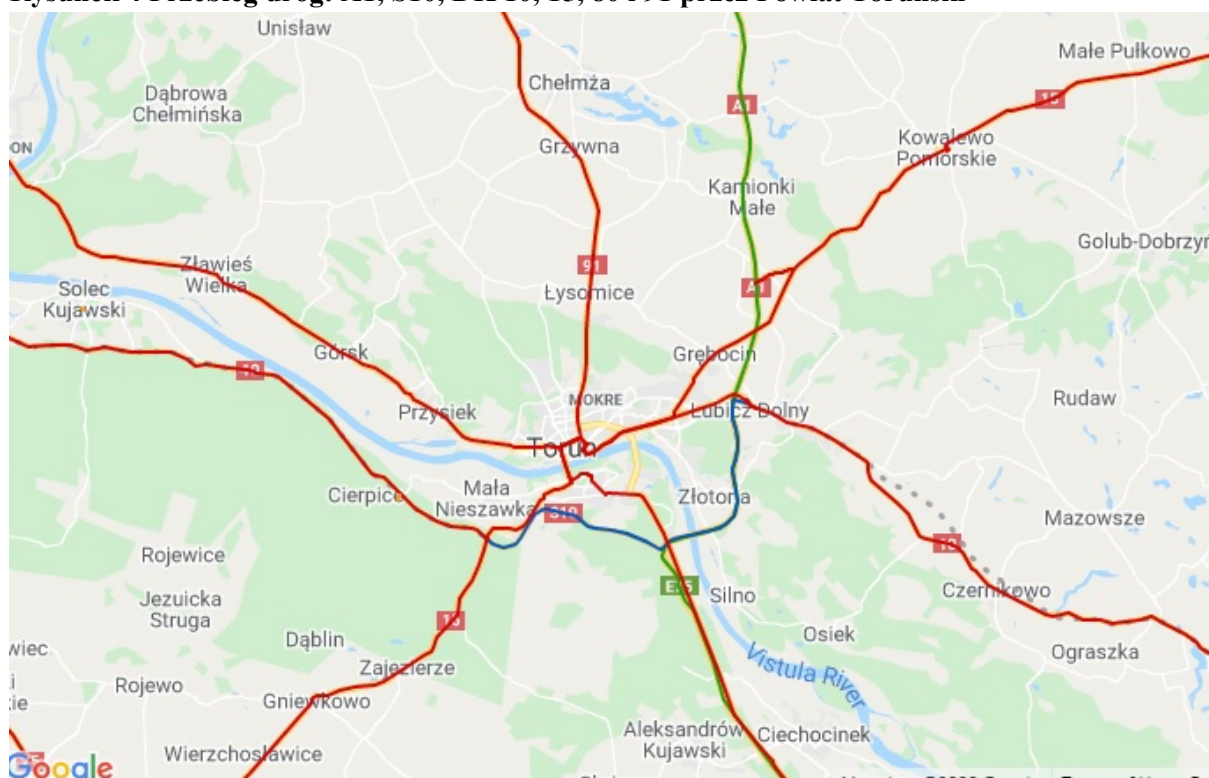 Unisław
Małe Pułkowo
Chełmża
Dąbrowa
Chełmińska
A1
15
Kowalewo
Pomorskie
ON
Grzywna
Kamionki
Małe
Golub-Dobrzyń
Zławieś
Wielka
91
Solec
Kujawski
Łysomice
A1
Górsk
Grębocin
10
MOKRE
Rudaw
Przysiek
Lubicz Dolny
Toruń
Cierpice
Mała
Nieszawka
Złotoria
S10
Mazowsze
Rojewice
10
Jezuicka
Struga
Silno
Czernikowo
15
Dąblin
Osiek
wiec
Ograszka
Zajezierze
Vistula River
Rojewo
Gniewkowo
Aleksandrów
Kujawski
Ciechocinek
Wierzchosławice
Google